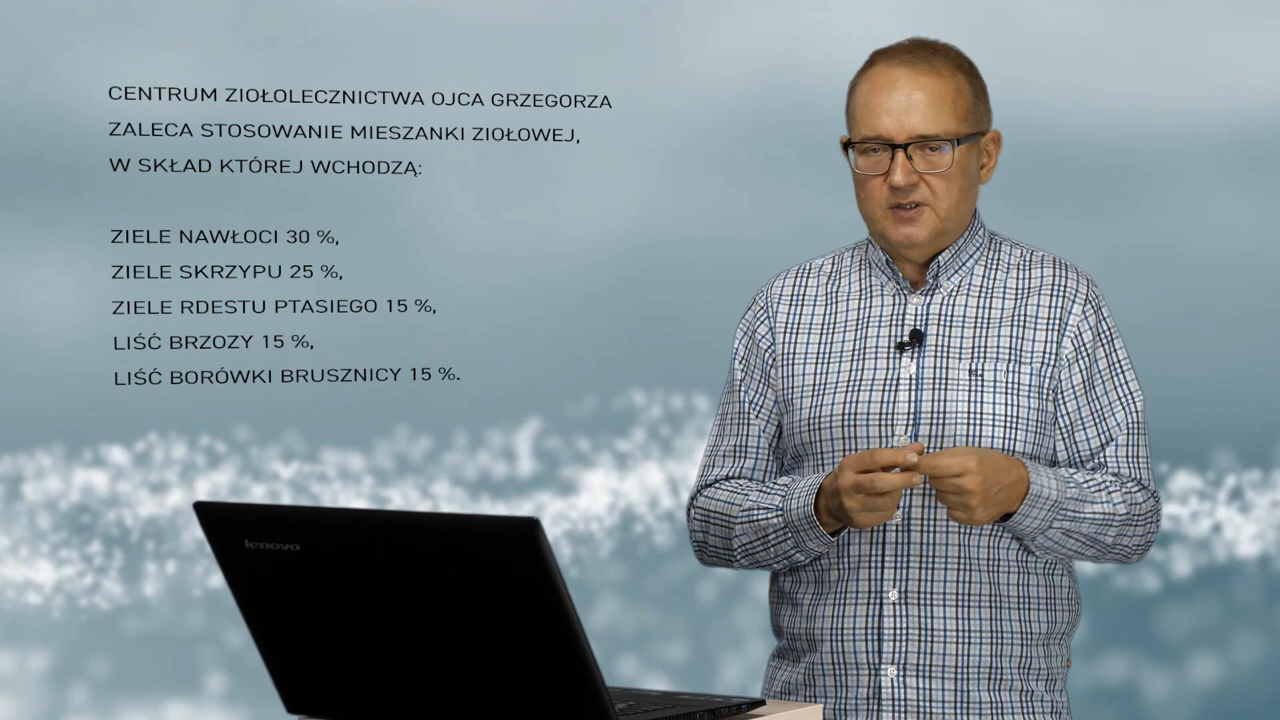 CENTRUM ZIOŁOLECZNICTWA OJCA GRZEGORZA
ZALECA STOSOWANIE MIESZANKI ZIOŁOWEJ,
W SKŁAD KTÓREJ WCHODZĄ:
ZIELE NAWŁOCI 30 %,
ZIELE SKRZYPU 25 %,
ZIELE RDESTU PTASIEGO 15 %,
LIŚĆ BRZOZY 15 %,
LIŚĆ BORÓWKI BRUSZNICY 15 %.
lenovo